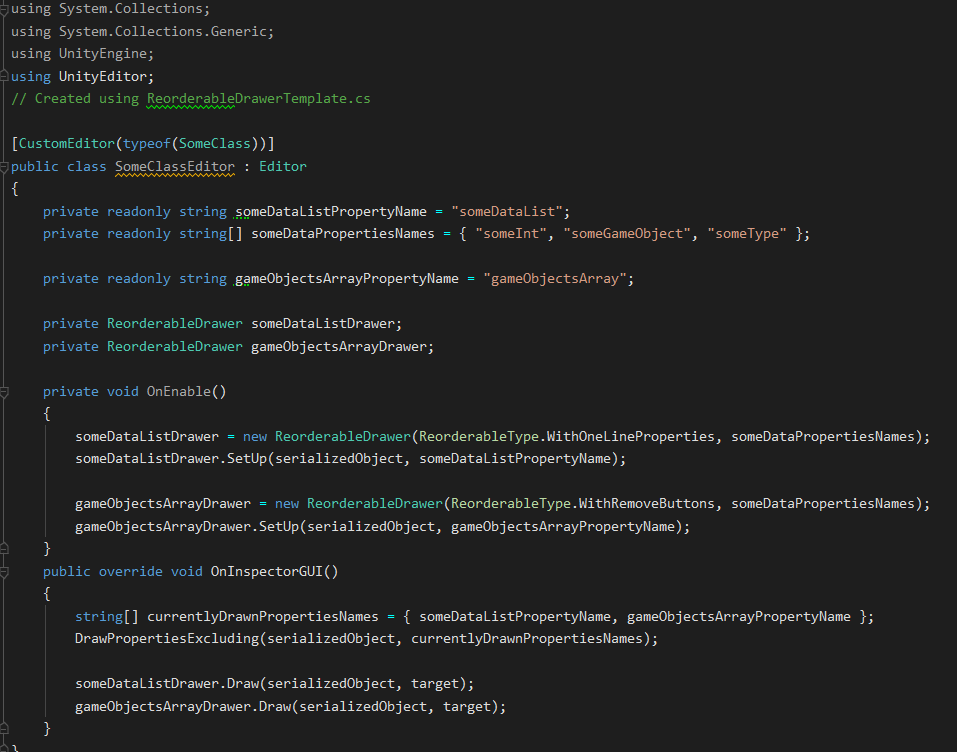 using System.Collections;
using System.Collections.Generic;
using UnityEngine;
using UnityEditor;
// Created using ReorderableDrawerTemplate.cs
[CustomEditor(typeof(SomeClass))]
public class SomeClassEditor : Editor
{
private readonly string someDataListPropertyName = "someDataList";
private readonly string[] someDataPropertiesNames = { "someInt", "someGameObject", "someType" };
private readonly string gameObjectsArrayPropertyName = "gameObjectsArray";
private ReorderableDrawer someDataListDrawer;
private ReorderableDrawer gameObjectsArrayDrawer;
private void OnEnable()
{
someDataListDrawer = new ReorderableDrawer(ReorderableType.WithOneLineProperties, someDataPropertiesNames);
someDataListDrawer.SetUp(serializedObject, someDataListPropertyName);
gameObjectsArrayDrawer = new ReorderableDrawer(ReorderableType.WithRemoveButtons, someDataPropertiesNames);
gameObjectsArrayDrawer.SetUp(serializedObject, gameObjectsArrayPropertyName);
}
public override void OnInspectorGUI()
{
string[] currentlyDrawnPropertiesNames = { someDataListPropertyName, gameObjectsArrayPropertyName };
DrawPropertiesExcluding(serializedObject, currentlyDrawnPropertiesNames);
someDataListDrawer.Draw(serializedObject, target);
gameObjectsArrayDrawer.Draw(serializedObject, target);
}
}